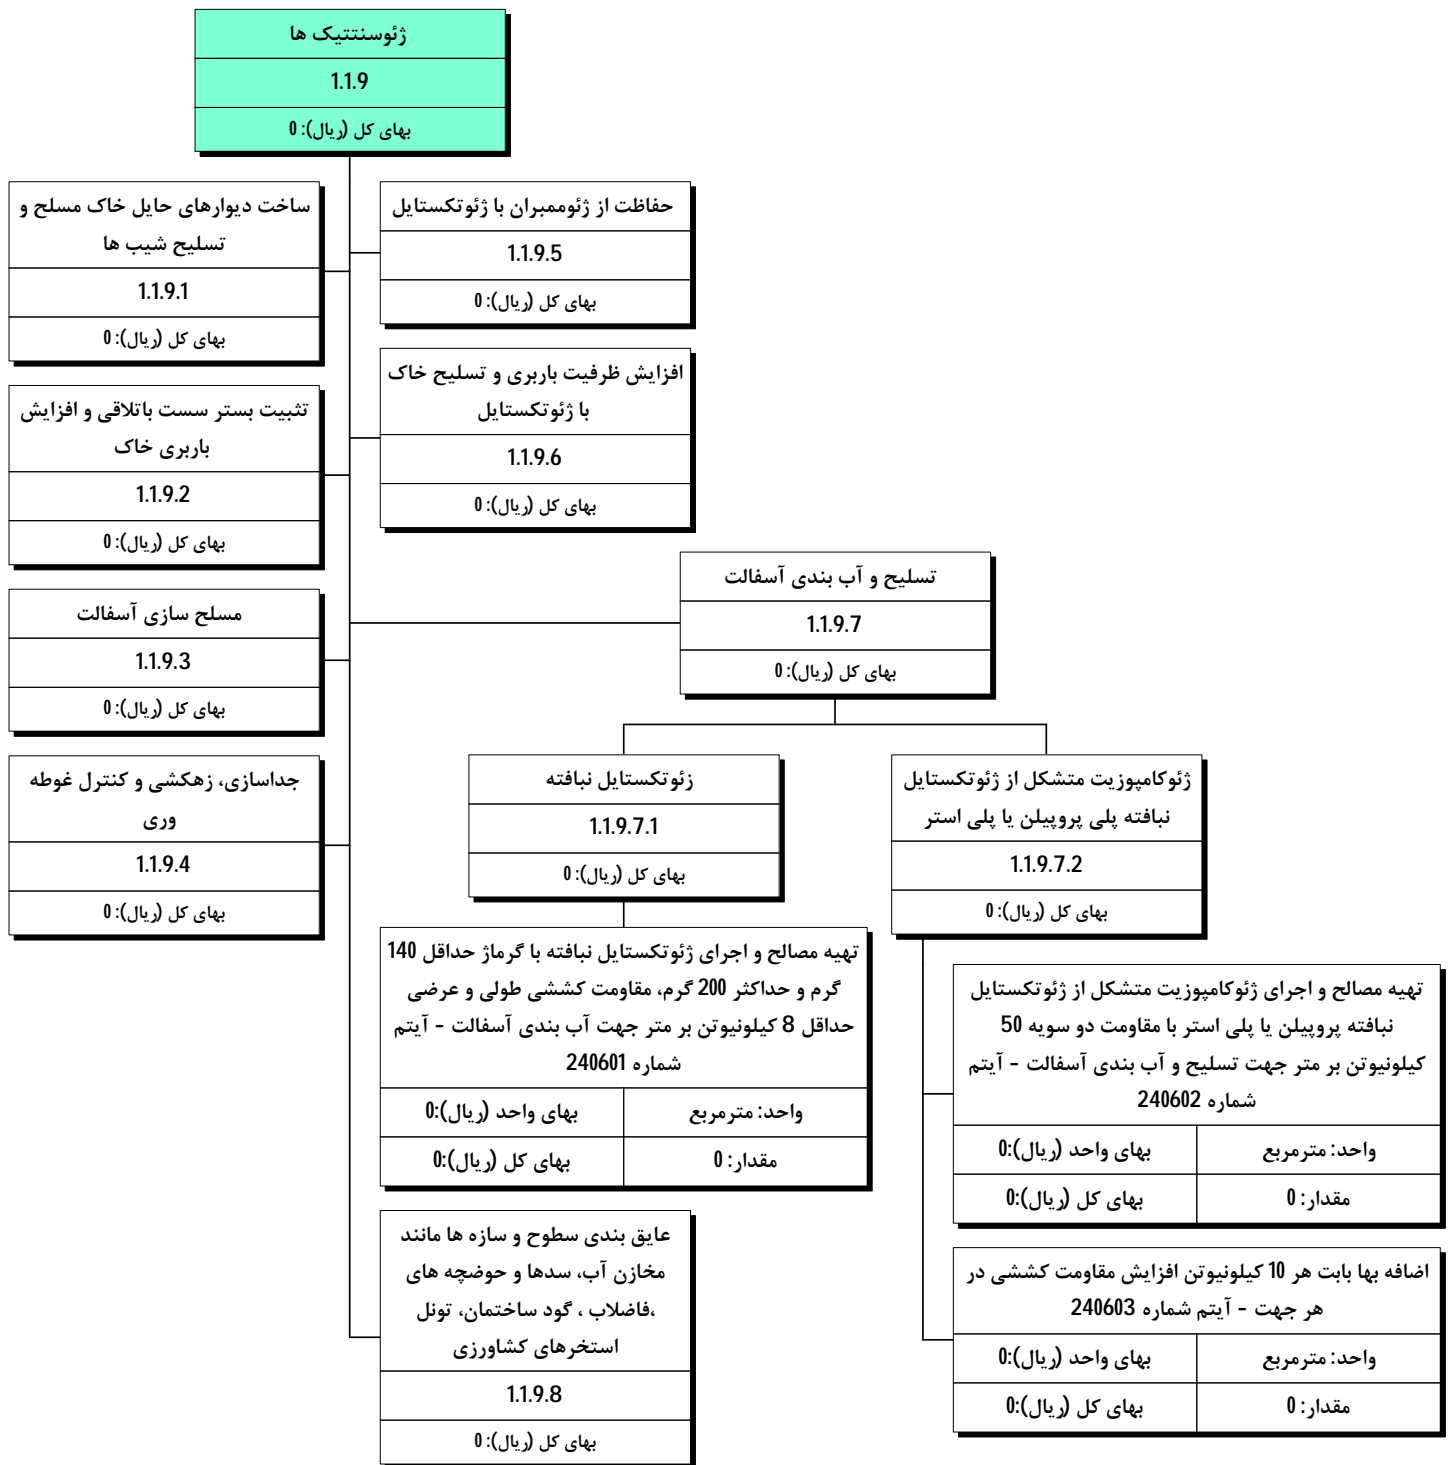 ژئوسنتتیک ها
1.1.9
بهای کل (ریال): 0
ساخت دیوارهای حایل خاک مسلح و
تسلیح شیب ها
1.1.9.1
بهای کل (ریال): 0
تثبیت بستر سست باتلاقی و افزایش
باربری خاک
1.1.9.2
بهای کل (ریال): 0
مسلح سازی آسفالت
1.1.9.3
بهای کل (ریال): 0
جداسازی، زهکشی و کنترل غوطه
وری
1.1.9.4
بهای کل (ریال): 0
حفاظت از ژئوممبران با ژئوتکستایل
1.1.9.5
بهای کل (ریال): 0
افزایش ظرفیت باربری و تسلیح خاک
با ژئوتکستایل
1.1.9.6
بهای کل (ریال): 0
تسلیح و آب بندی آسفالت
1.1.9.7
بهای کل (ریال): 0
زئوتکستایل نبافته
1.1.9.7.1
بهای کل (ریال): 0
تهیه مصالح و اجرای ژئوتکستایل نبافته با گرماژ حداقل 140
گرم و حداکثر 200 گرم، مقاومت کششی طولی و عرضی
حداقل 8 کیلونیوتن بر متر جهت آب بندی آسفالت - آیتم
شماره 240601
واحد: مترمربع
بهای واحد (ریال):0
مقدار: 0
بهای کل (ریال):0
ژئوکامپوزیت متشکل از ژئوتکستایل
نبافته پلی پروپیلن یا پلی استر
1.1.9.7.2
بهای کل (ریال): 0
تهیه مصالح و اجرای ژئوکامپوزیت متشکل از ژئوتکستایل
نبافته پروپیلن یا پلی استر با مقاومت دو سویه 50
کیلونیوتن بر متر جهت تسلیح و آب بندی آسفالت - آیتم
شماره 240602
واحد: مترمربع
بهای واحد (ریال):0
مقدار: 0
بهای کل (ریال):0
اضافه بها بابت هر 10 کیلونیوتن افزایش مقاومت کششی در
هر جهت - آیتم شماره 240603
واحد: مترمربع
بهای واحد (ریال):0
مقدار: 0
بهای کل (ریال):0
عایق بندی سطوح و سازه ها مانند
مخازن آب، سدها و حوضچه های
،فاضلاب ، گود ساختمان، تونل
استخرهای کشاورزی
1.1.9.8
بهای کل (ریال): 0